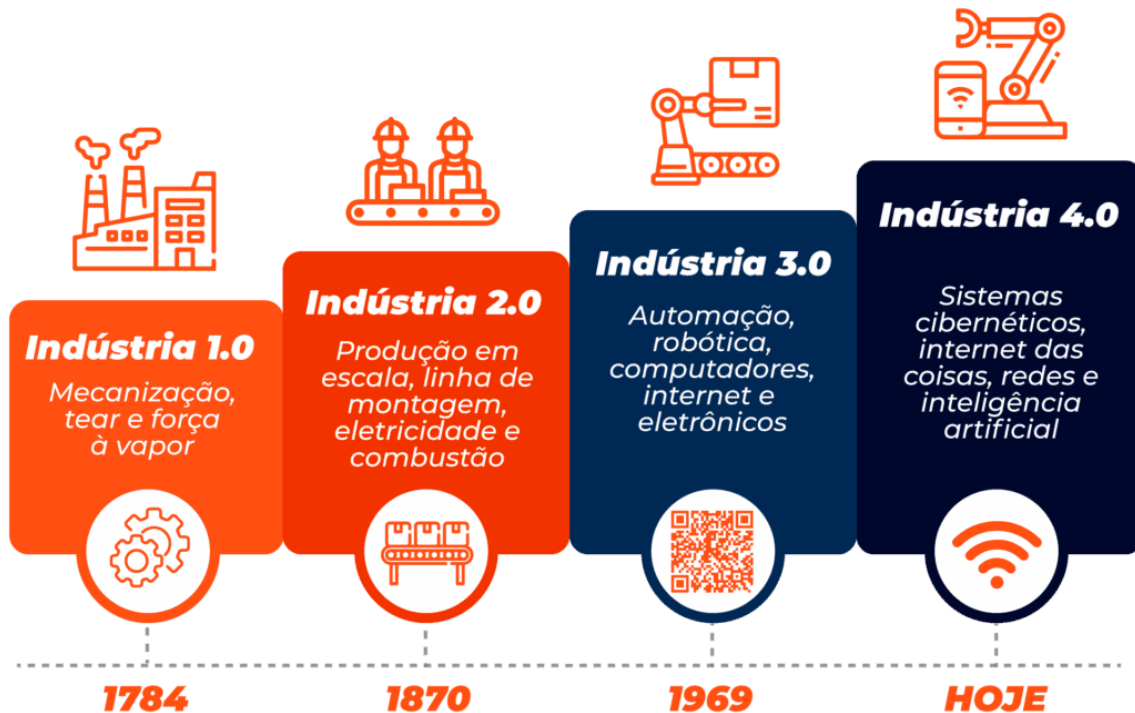 Indústria 1.0
Mecanização,
tear e força
à vapor
1784
Indústria 2.0
Produção em
escala, linha de
montagem,
eletricidade e
combustão
1870
Indústria 3.0
Automação,
robótica,
computadores,
internet e
eletrônicos
1969
Indústria 4.0
Sistemas
cibernéticos,
internet das
coisas, redes e
inteligência
artificial
HOJE